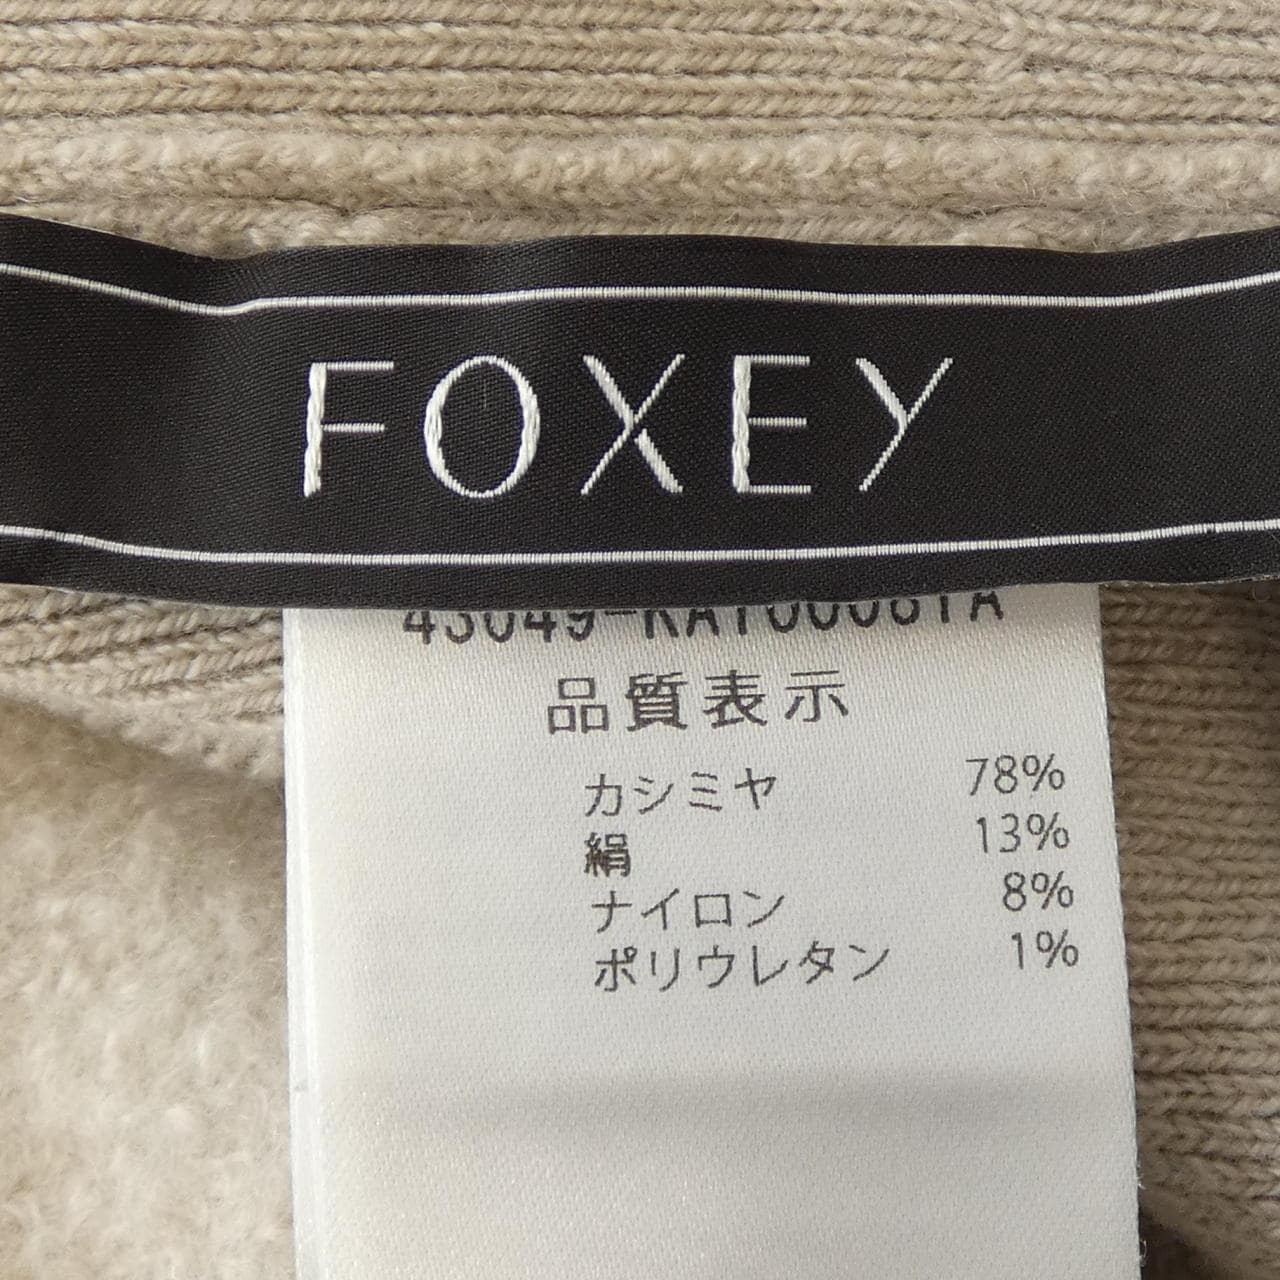 FOXEY
品質表示
カシミヤ 78%
絹 13%
ナイロン 8%
ポリウレタン 1%